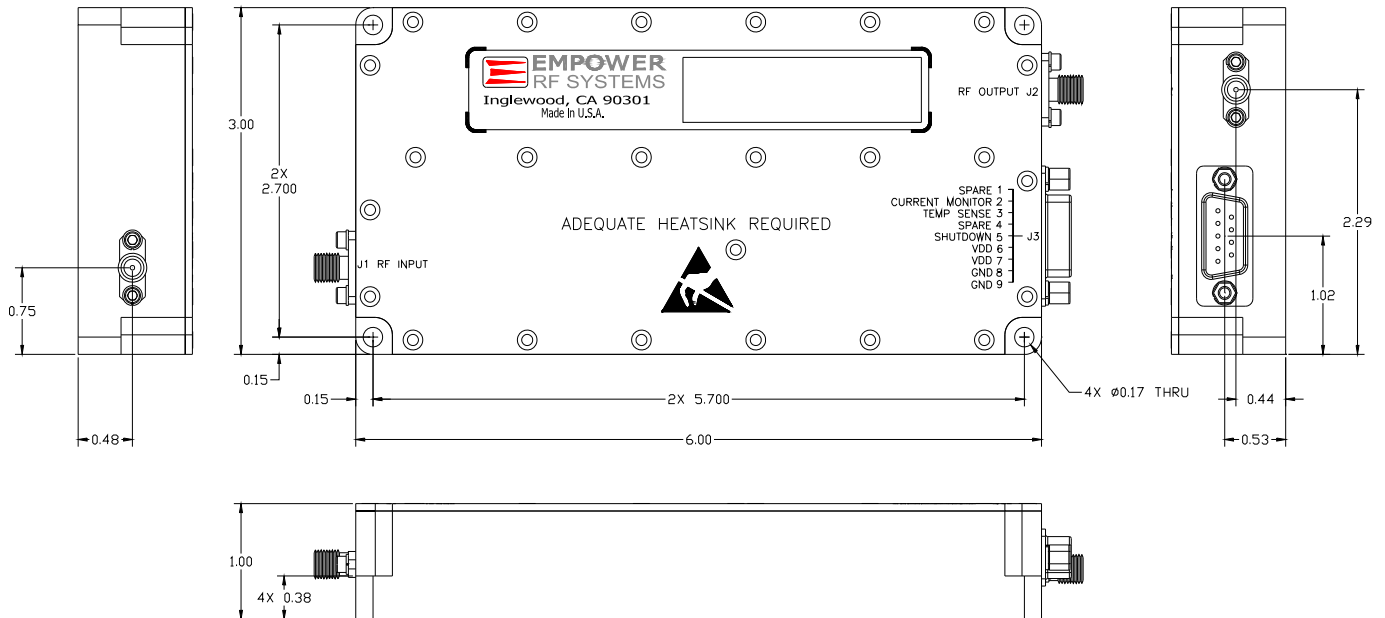 EMPOWER
RF SYSTEMS
Inglewood, CA 90301
Made In U.S.A.
RF OUTPUT J2
3.00
2X
2.700
SPARE 1
CURRENT MONITOR 2
TEMP SENSE 3
SPARE 4
SHUTDOWN 5
J3
VDD 6
VDD 7
GND 8
GND 9
ADEQUATE HEATSINK REQUIRED
J1 RF INPUT
2.29
1.02
0.75
0.15
0.15
2X 5.700
4X ø0.17 THRU
0.44
0.48
6.00
0.53
1.00
4X 0.38